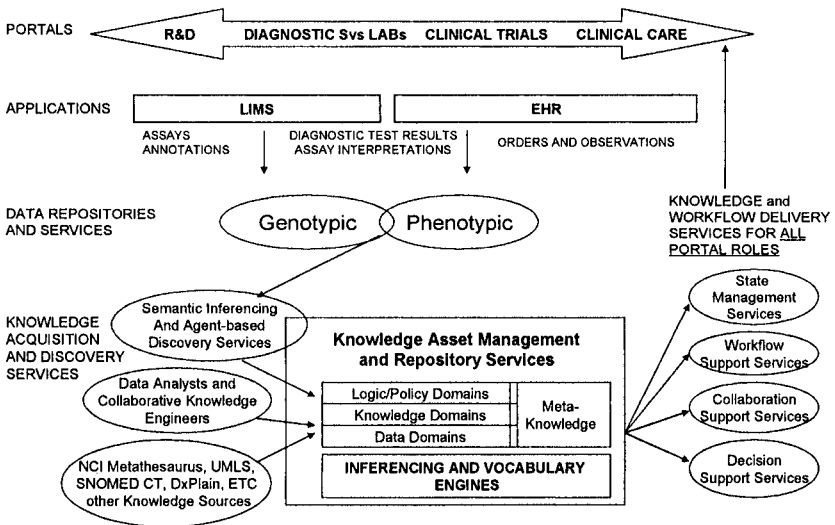 PORTALS
R&D
DIAGNOSTIC Svs LABs
CLINICAL TRIALS
CLINICAL CARE
APPLICATIONS
LIMS
EHR
ASSAYS
ANNOTATIONS
DIAGNOSTIC TEST RESULTS
ASSAY INTERPRETATIONS
ORDERS AND OBSERVATIONS
DATA REPOSITORIES
AND SERVICES
Genotypic
Phenotypic
KNOWLEDGE and
WORKFLOW DELIVERY
SERVICES FOR ALL
PORTAL ROLES
KNOWLEDGE
ACQUISITION
AND DISCOVERY
SERVICES
Semantic Inferencing
And Agent-based
Discovery Services
Data Analysts and
Collaborative Knowledge
Engineers
NCI Metathesaurus, UMLS,
SNOMED CT, DxPlain, ETC
other Knowledge Sources
Knowledge Asset Management
and Repository Services
Logic/Policy Domains
Knowledge Domains
Data Domains
Meta-
Knowledge
INFERENCING AND VOCABULARY
ENGINES
State
Management
Services
Workflow
Support Services
Collaboration
Support Services
Decision
Support Services